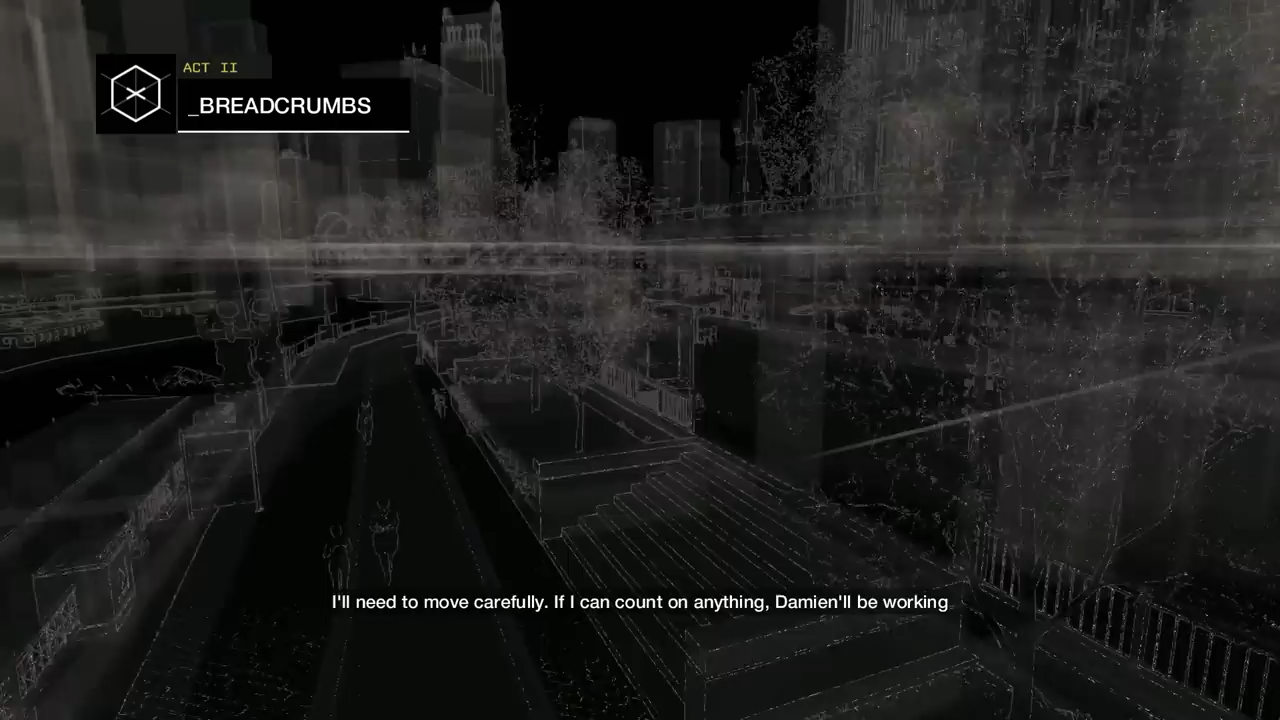 ACT II
_BREADCRUMBS
I'll need to move carefully. If I can count on anything, Damien'll be working